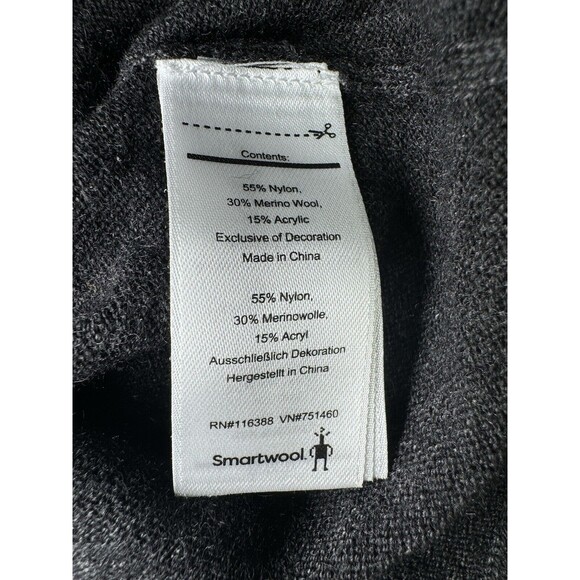 Contents:
55% Nylon,
30% Merino Wool,
15% Acrylic
Exclusive of Decoration
Made in China
55% Nylon,
30% Merinowolle,
15% Acryl
Ausschließlich Dekoration
Hergestellt in China
RN#116388 VN#751460
Smartwool.